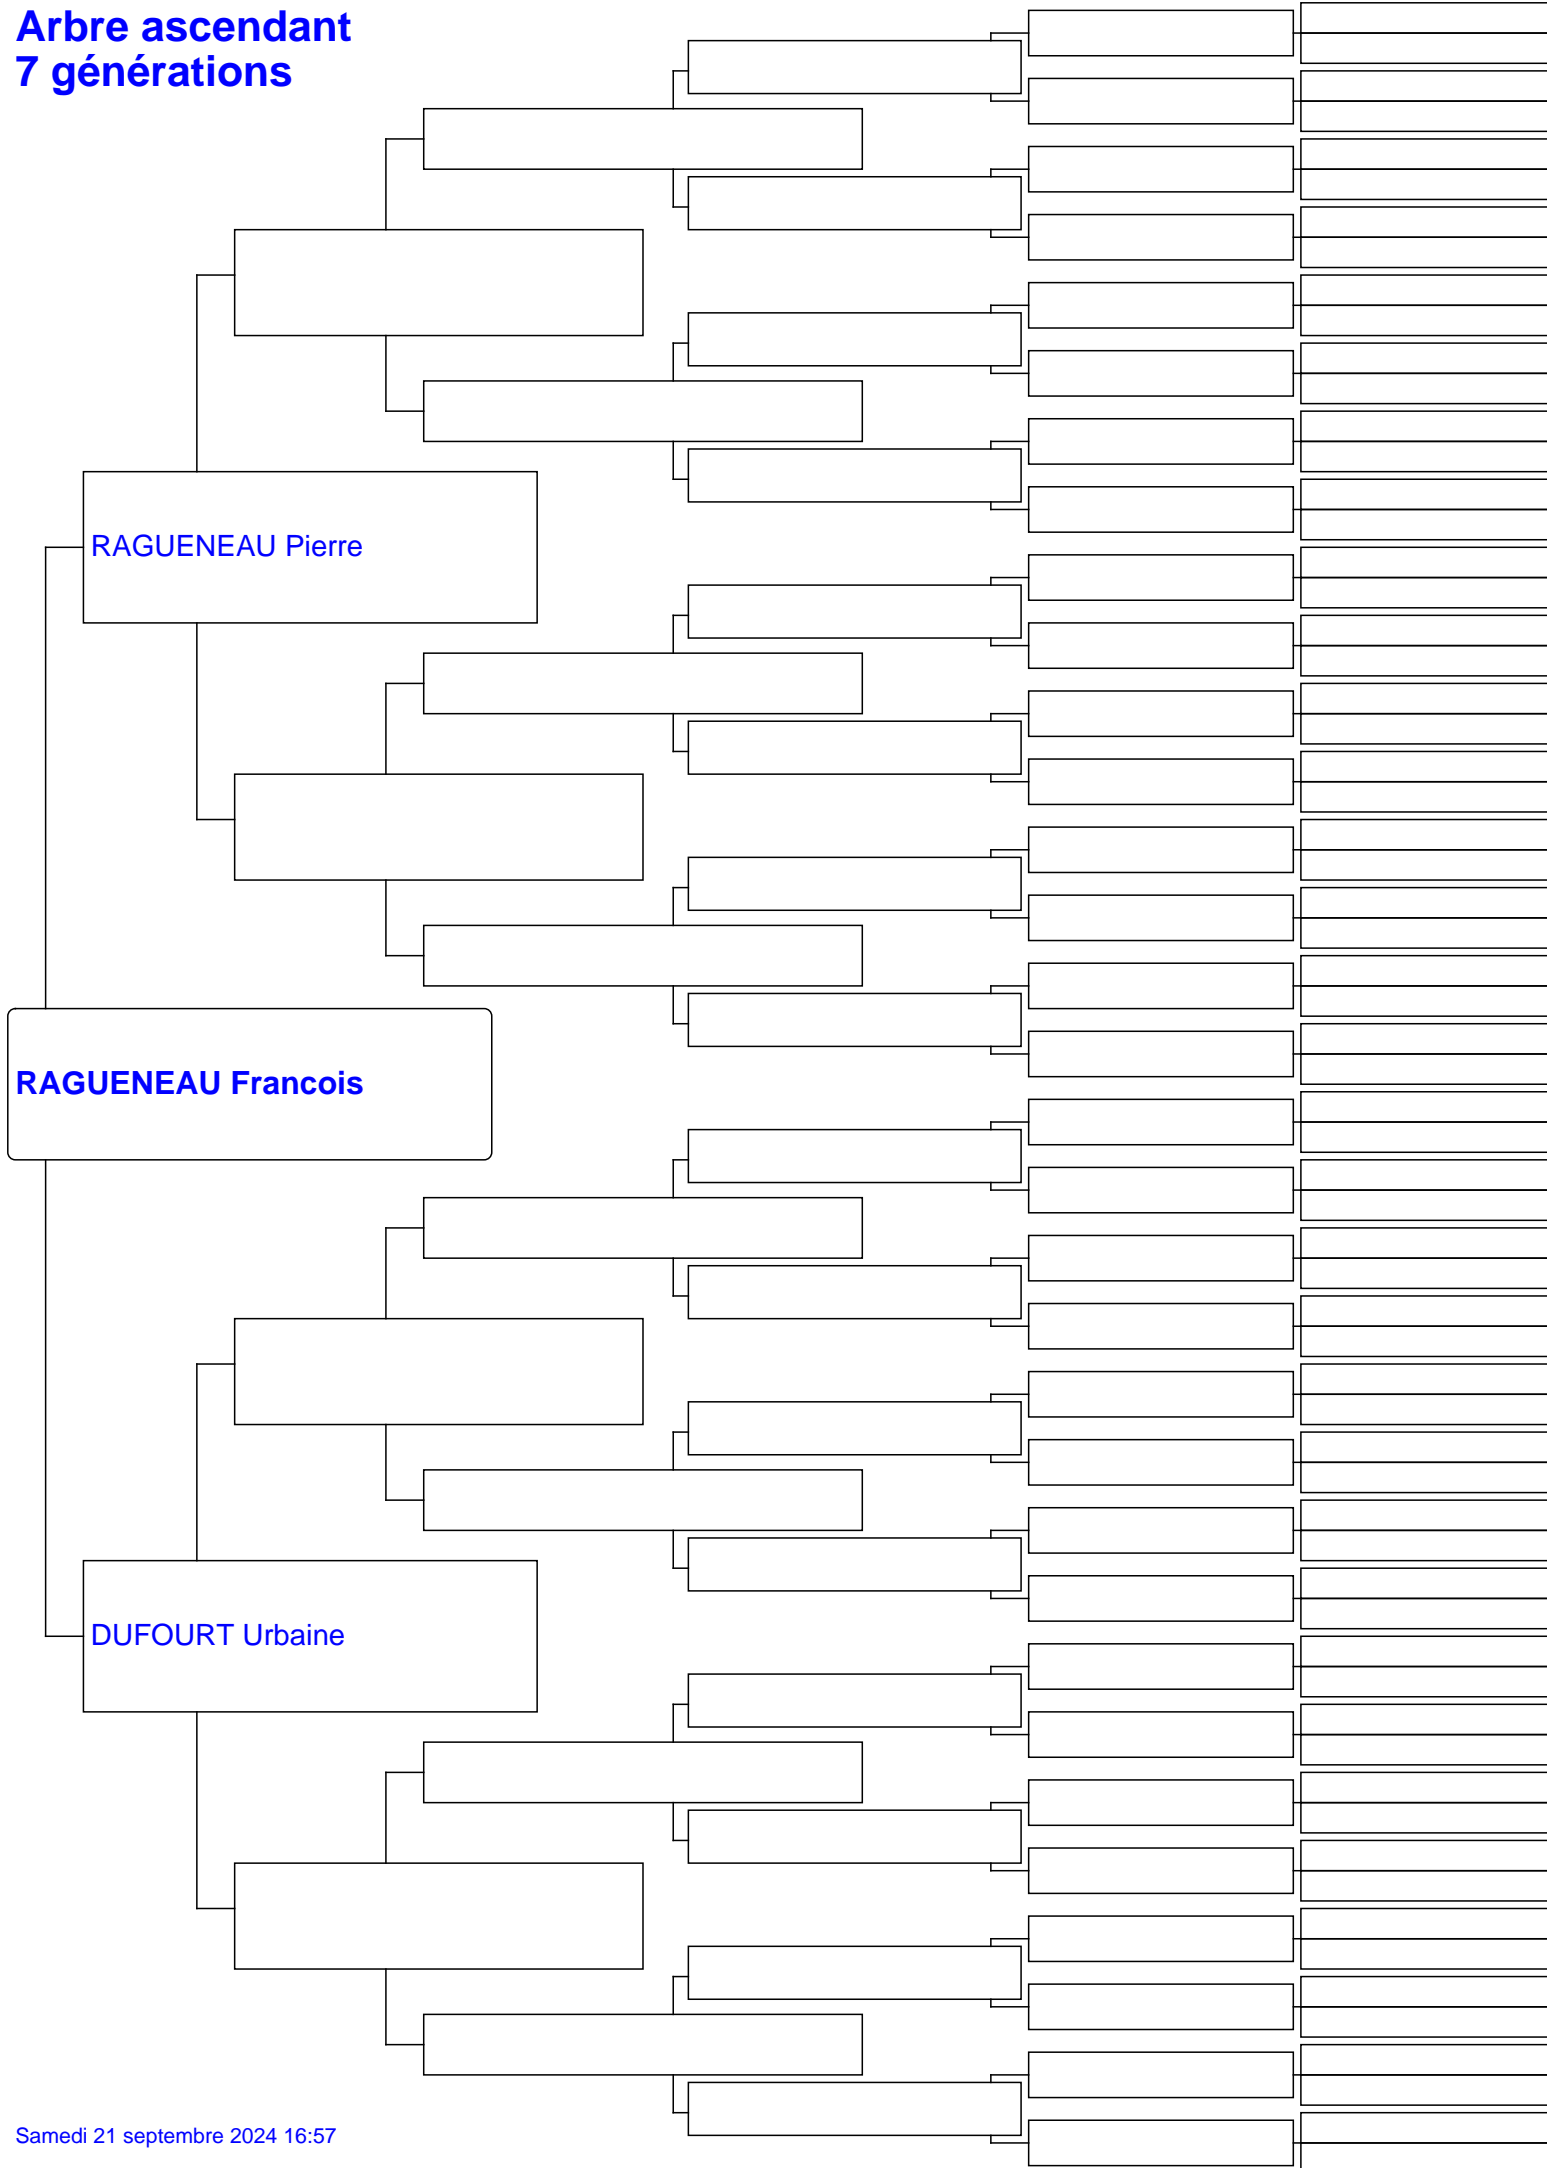 Arbre ascendant
7 générations
RAGUENEAU Pierre
RAGUENEAU Francois
DUFOURT Urbaine
Samedi 21 septembre 2024 16:57